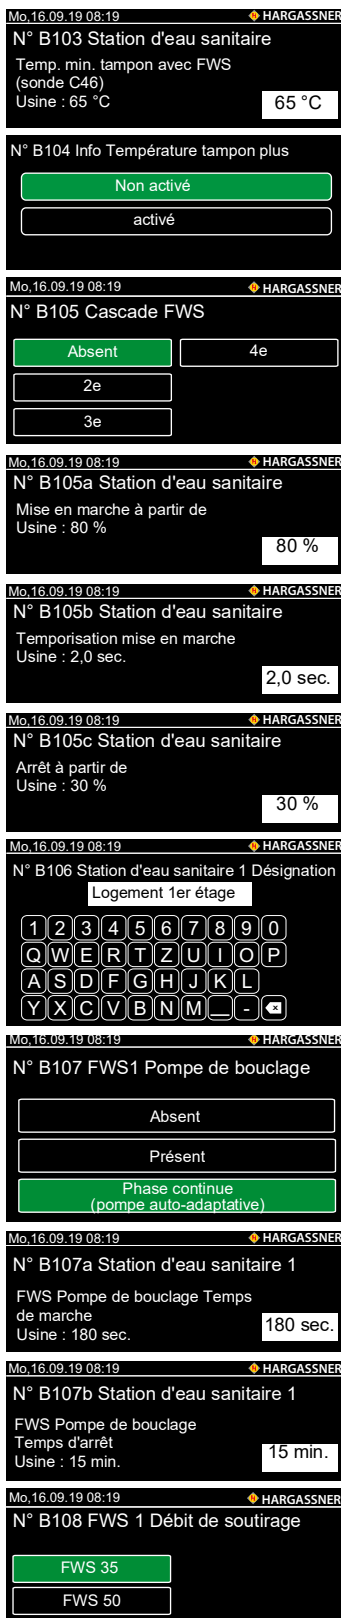 Mo,16.09.19 08:19 HARGASSNER
N° B103 Station d'eau sanitaire
Temp. min. tampon avec FWS
(sonde C46)
Usine : 65 °C
65 °C
N° B104 Info Température tampon plus
Non activé
activé
Mo,16.09.19 08:19 HARGASSNER
N° B105 Cascade FWS
Absent 4e
2e
3e
Mo,16.09.19 08:19 HARGASSNER
N° B105a Station d'eau sanitaire
Mise en marche à partir de
Usine : 80 %
80 %
Mo,16.09.19 08:19 HARGASSNER
N° B105b Station d'eau sanitaire
Temporisation mise en marche
Usine : 2,0 sec.
2,0 sec.
Mo,16.09.19 08:19 HARGASSNER
N° B105c Station d'eau sanitaire
Arrêt à partir de
Usine : 30 %
30 %
Mo,16.09.19 08:19 HARGASSNER
N° B106 Station d'eau sanitaire 1 Désignation
Logement 1er étage
1 2 3 4 5 6 7 8 9 0
Q W E R T Z U I O P
A S D F G H J K L
Y X C V B N M _ -
Mo,16.09.19 08:19 HARGASSNER
N° B107 FWS1 Pompe de bouclage
Absent
Présent
Phase continue
(pompe auto-adaptative)
Mo,16.09.19 08:19 HARGASSNER
N° B107a Station d'eau sanitaire 1
FWS Pompe de bouclage Temps
de marche
Usine : 180 sec.
180 sec.
Mo,16.09.19 08:19 HARGASSNER
N° B107b Station d'eau sanitaire 1
FWS Pompe de bouclage
Temps d'arrêt
Usine : 15 min.
15 min.
Mo,16.09.19 08:19 HARGASSNER
N° B108 FWS 1 Débit de soutirage
FWS 35
FWS 50